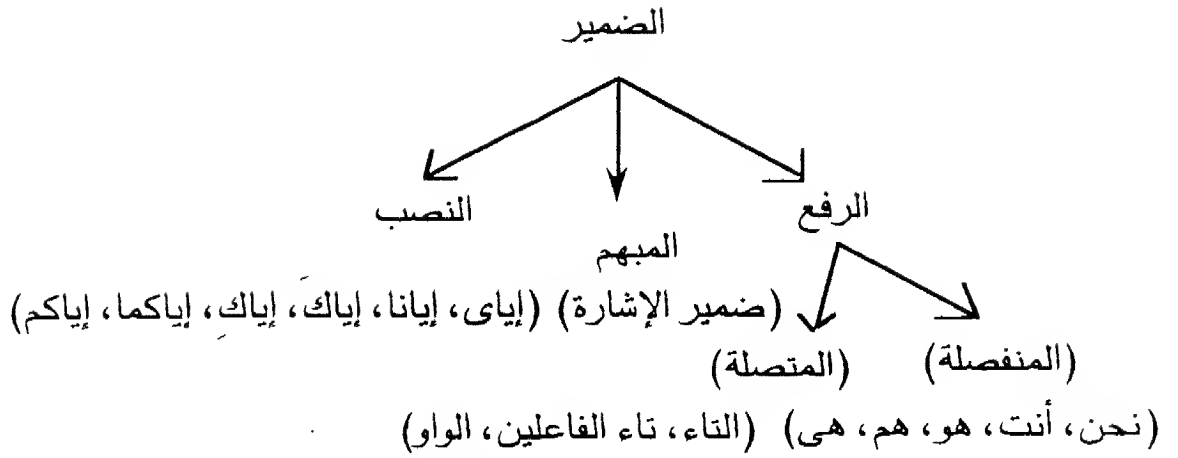 الضمير
الرفع
النصب
المبهم
(ضمير الإشارة) (إياى، إيانا، إياكَ، إياكِ، إياكما، إياكم)
(المنفصلة) (المتصلة)
(نحن، أنت، هو، هم، هى) (التاء، تاء الفاعلين، الواو)